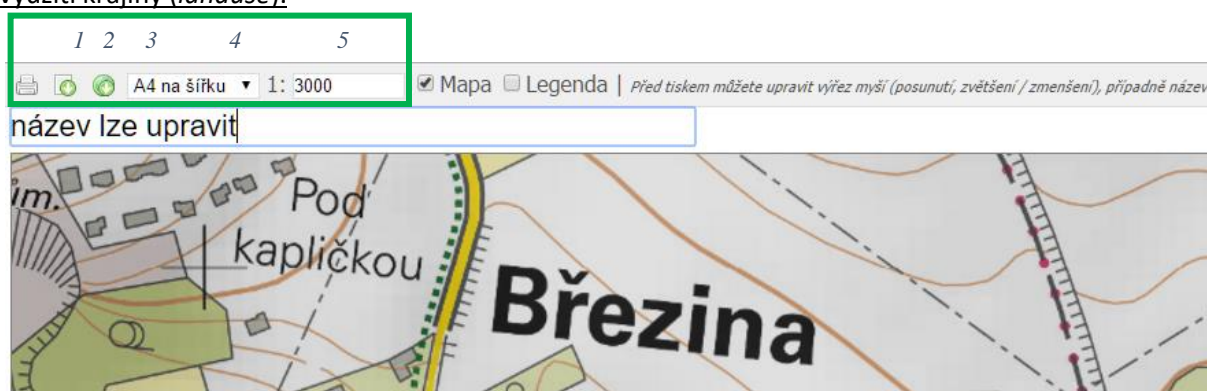 využití krajiny (landuse).
1 2 3 4 5
A4 na šířku 1: 3000 Mapa Legenda | Před tiskem můžete upravit výřez myší (posunutí, zvětšení / zmenšení), případně název
název lze upravit
ům.
Pod
kapličkou
Březina